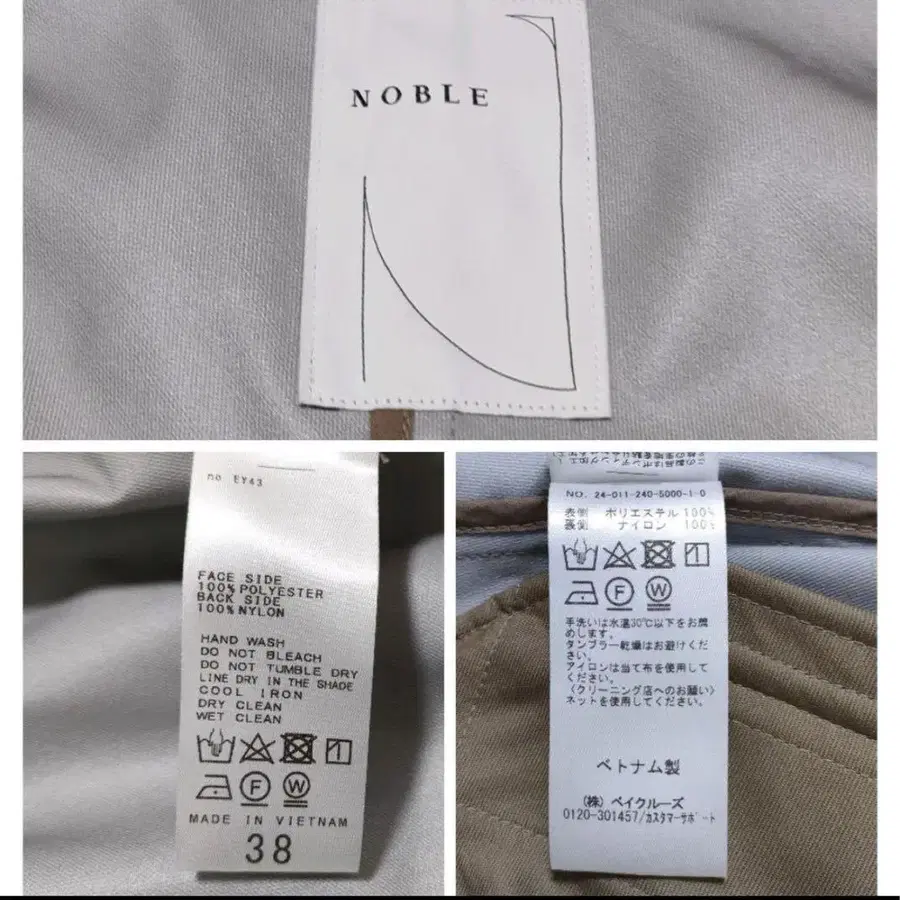 NOBLE
no EY43
FACE SIDE
100%POLYESTER
BACK SIDE
100%NYLON
HAND WASH
DO NOT BLEACH
DO NOT TUMBLE DRY
LINE DRY IN THE SHADE
COOL IRON
DRY CLEAN
WET CLEAN
F W
MADE IN VIETNAM
38
NO. 24-011-240-5000-1-0
表側 ポリエステル 100%
裏側 ナイロン 100%
F W
手洗いは水温30℃以下をお薦
めします。
タンブラー乾燥はお避けくださ
い。
アイロンは当て布を使用して
ください。
〈クリーニング店へのお願い〉
ネットを使用してください。
ベトナム製
(株) ベイクルーズ
0120-301457/カスタマーサポート